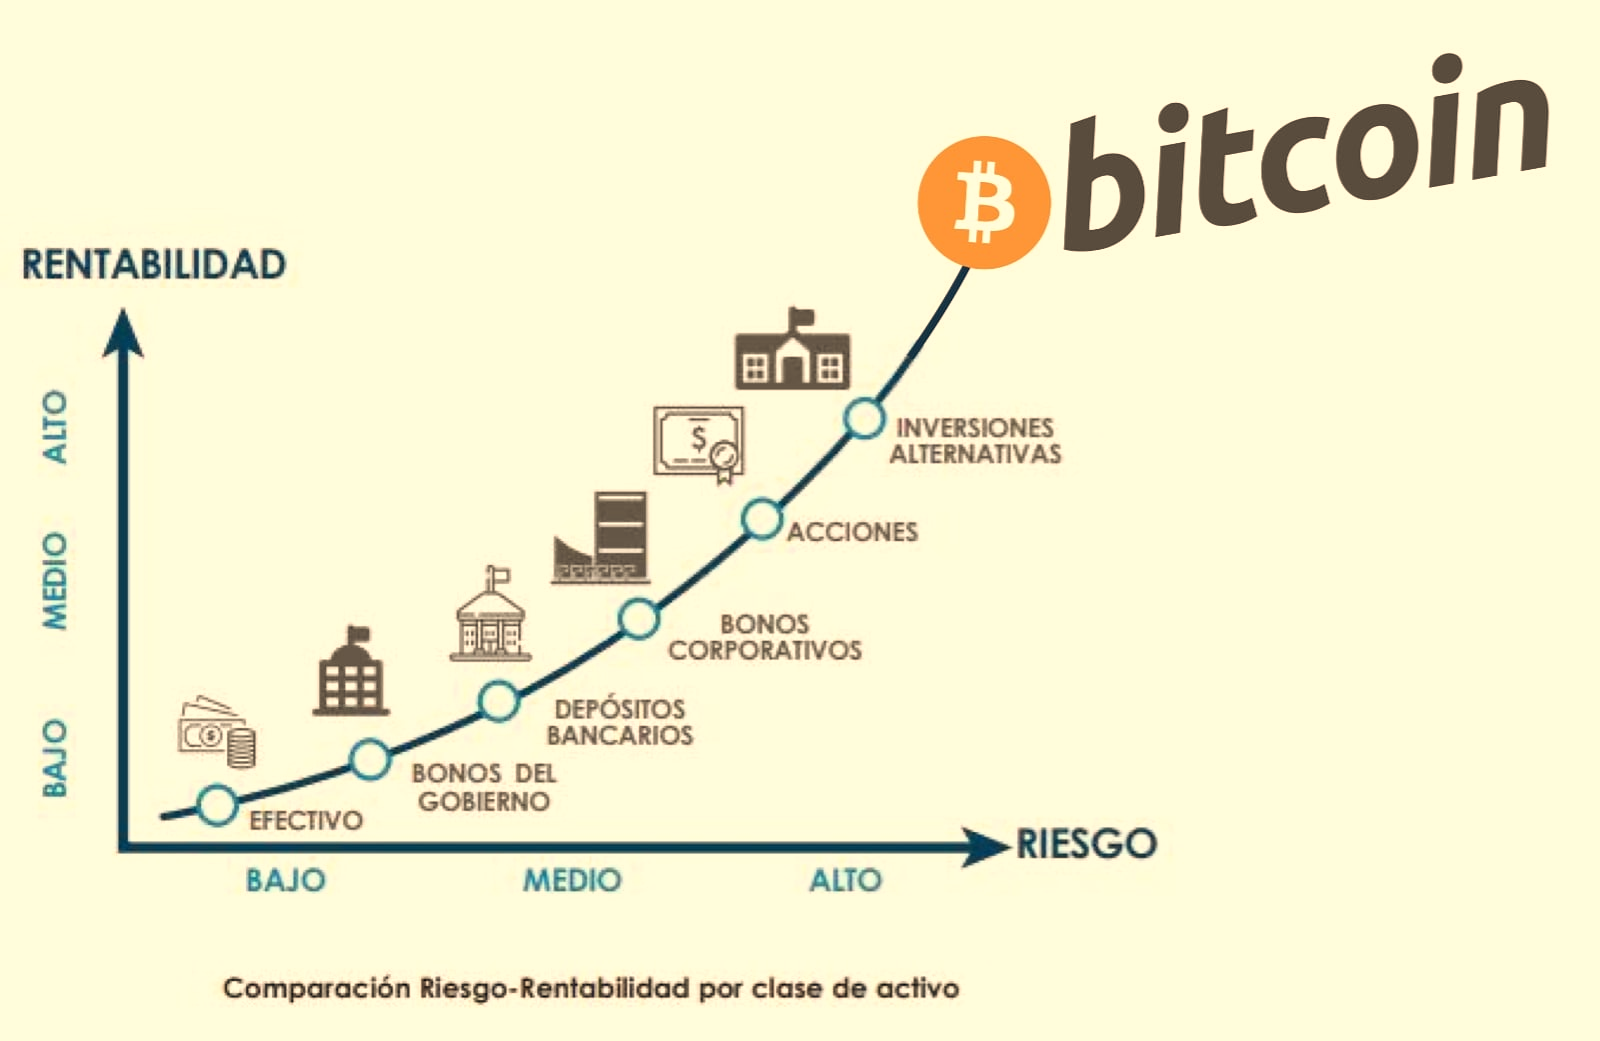 bitcoin
RENTABILIDAD
ALTO
MEDIO
BAJO
INVERSIONES
ALTERNATIVAS
$
ACCIONES
BONOS
CORPORATIVOS
DEPÓSITOS
BANCARIOS
BONOS DEL
GOBIERNO
$
EFECTIVO
RIESGO
BAJO MEDIO ALTO
Comparación Riesgo-Rentabilidad por clase de activo